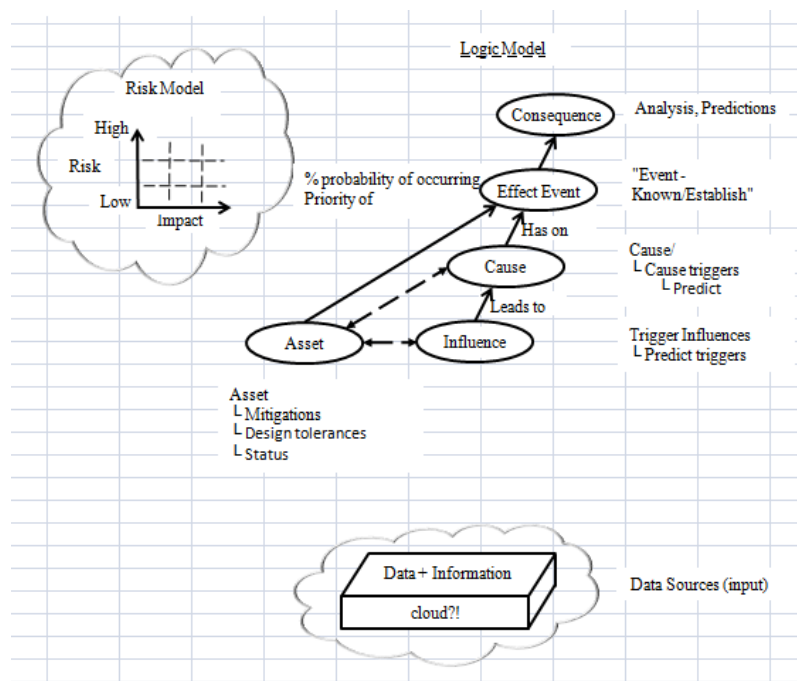 Logic Model
Risk Model
High
Risk
Low
Impact
Consequence
Analysis, Predictions
% probability of occurring
Priority of
Effect Event
"Event -
Known/Establish"
Has on
Cause
Cause/
Cause triggers
Predict
Leads to
Asset
Influence
Trigger Influences
Predict triggers
Asset
Mitigations
Design tolerances
Status
Data + Information
cloud?!
Data Sources (input)